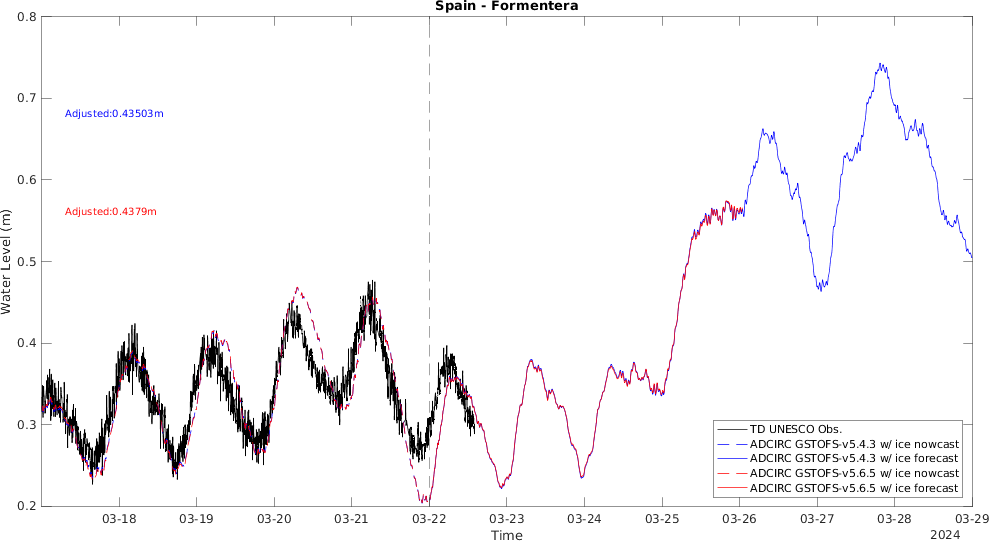 Spain - Formentera
0.8
0.7
0.6
0.5
0.4
0.3
0.2
Water Level (m)
Adjusted:0.43503m
Adjusted:0.4379m
TD UNESCO Obs.
ADCIRC GSTOFS-v5.4.3 w/ ice nowcast
ADCIRC GSTOFS-v5.4.3 w/ ice forecast
ADCIRC GSTOFS-v5.6.5 w/ ice nowcast
ADCIRC GSTOFS-v5.6.5 w/ ice forecast
03-18 03-19 03-20 03-21 03-22 03-23 03-24 03-25 03-26 03-27 03-28 03-29
Time
2024